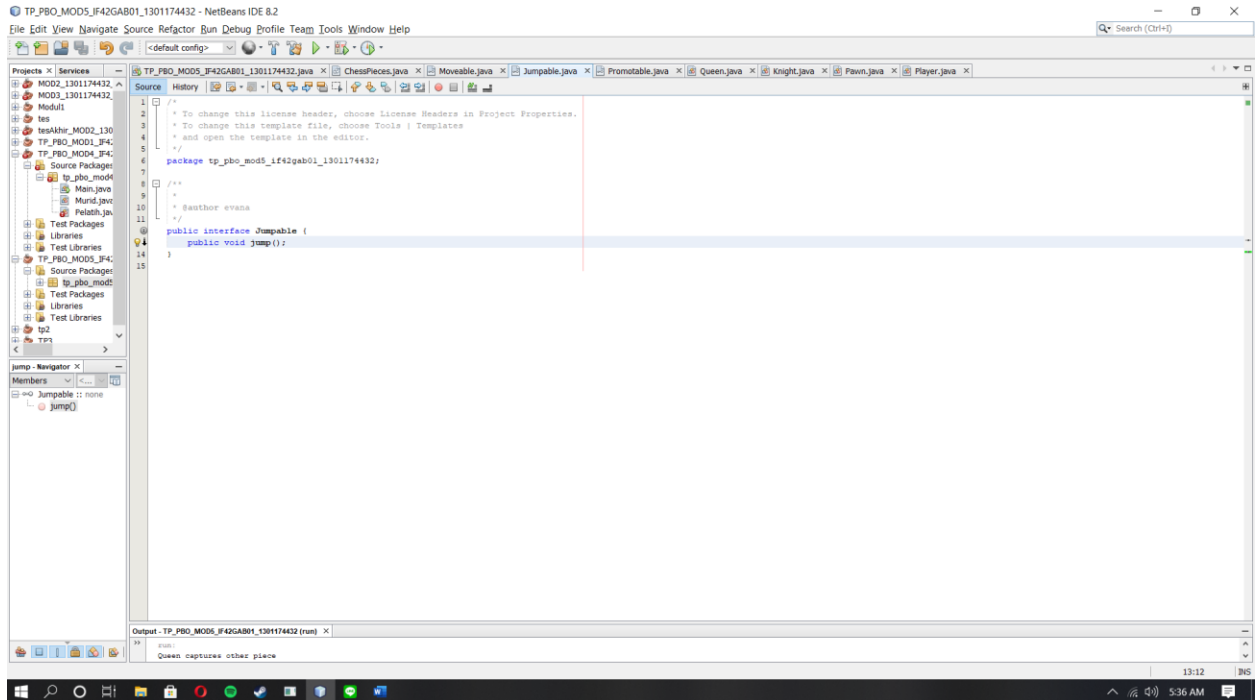 TP_PBO_MOD5_IF42GAB01_1301174432 - NetBeans IDE 8.2
File Edit View Navigate Source Refactor Run Debug Profile Team Tools Window Help
Search (Ctrl+I)
<default config>
Projects Services
TP_PBO_MOD5_IF42GAB01_1301174432.java ChessPieces.java Moveable.java Jumpable.java Promotable.java Queen.java Knight.java Pawn.java Player.java
MOD2_1301174432_
MOD3_1301174432_
Modul1
tes
tesAkhir_MOD2_130
TP_PBO_MOD1_IF42
TP_PBO_MOD4_IF42
Source Packages
tp_pbo_mod4
Main.java
Murid.java
Pelatih.jav
Test Packages
Libraries
Test Libraries
TP_PBO_MOD5_IF42
Source Packages
tp_pbo_mod5
Test Packages
Libraries
Test Libraries
tp2
TP3
Source History
1 /*
2 * To change this license header, choose License Headers in Project Properties.
3 * To change this template file, choose Tools | Templates
4 * and open the template in the editor.
5 */
6 package tp_pbo_mod5_if42gab01_1301174432;
7
8 /**
9 *
10 * @author evana
11 */
public interface Jumpable {
public void jump();
14 }
15
jump - Navigator
Members <...
Jumpable :: none
jump()
Output - TP_PBO_MOD5_IF42GAB01_1301174432 (run)
run:
Queen captures other piece
13:12 INS
5:36 AM